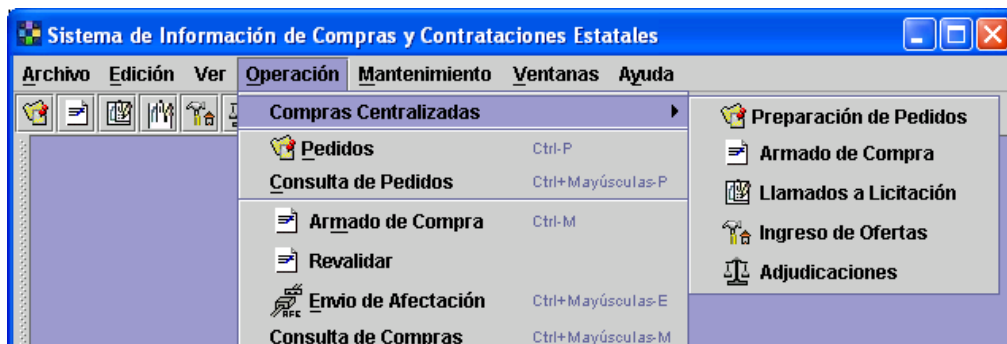 Sistema de Información de Compras y Contrataciones Estatales
Archivo Edición Ver Operación Mantenimiento Ventanas Ayuda
Compras Centralizadas
Pedidos Ctrl-P
Consulta de Pedidos Ctrl+Mayúsculas-P
Armado de Compra Ctrl-M
Revalidar
Envio de Afectación Ctrl+Mayúsculas-E
Consulta de Compras Ctrl+Mayúsculas-M
Preparación de Pedidos
Armado de Compra
Llamados a Licitación
Ingreso de Ofertas
Adjudicaciones